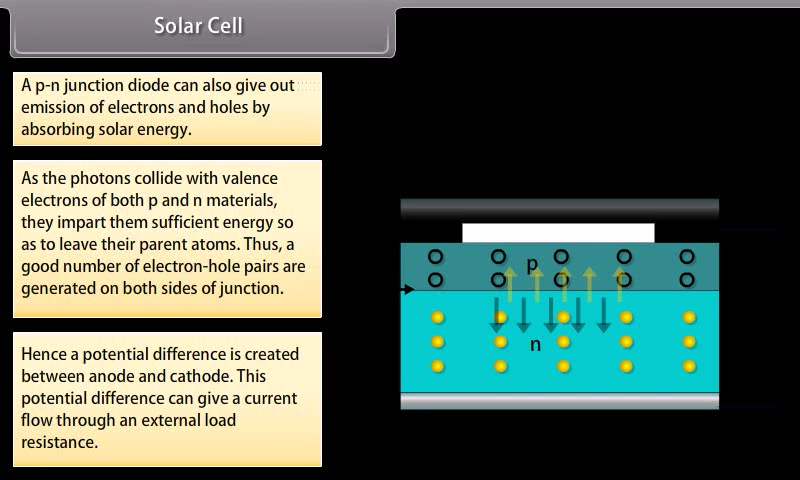 Solar Cell
A p-n junction diode can also give out
emission of electrons and holes by
absorbing solar energy.
As the photons collide with valence
electrons of both p and n materials,
they impart them sufficient energy so
as to leave their parent atoms. Thus, a
good number of electron-hole pairs are
generated on both sides of junction.
Hence a potential difference is created
between anode and cathode. This
potential difference can give a current
flow through an external load
resistance.
p
n